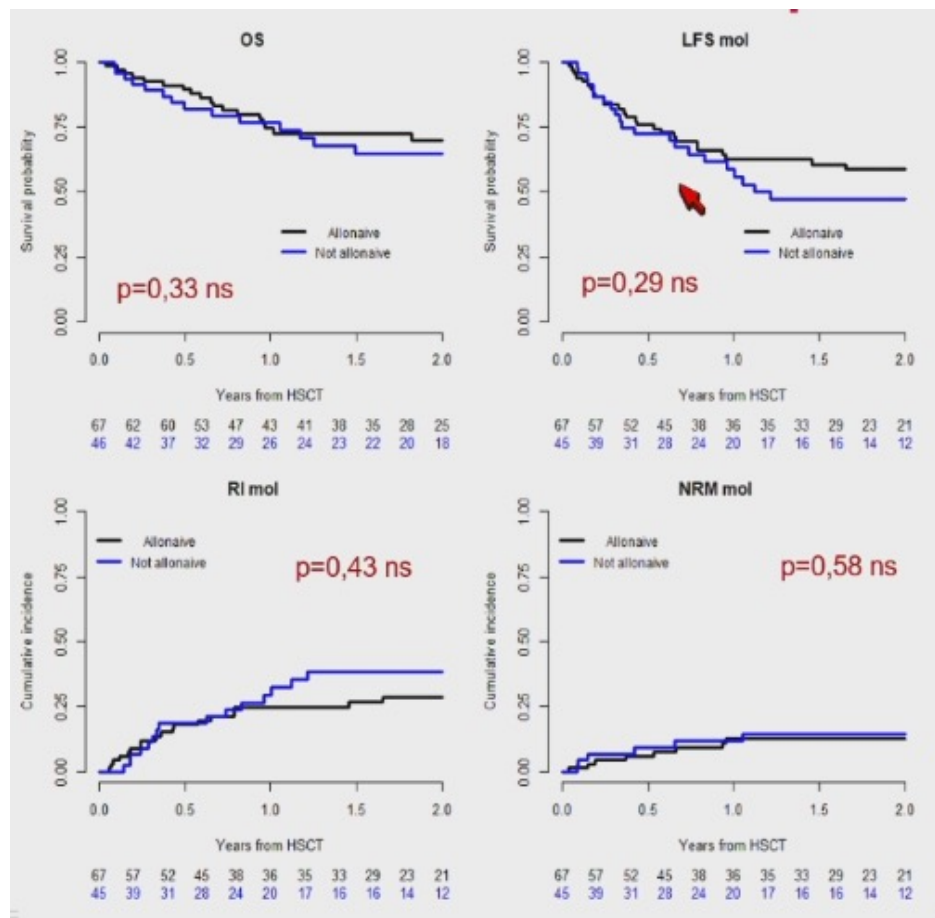 OS
1.00
0.75
0.50
0.25
0.00
Survival probability
Allonaive
Not allonaive
p=0,33 ns
0.0 0.5 1.0 1.5 2.0
Years from HSCT
67 62 60 53 47 43 41 38 35 28 25
46 42 37 32 29 26 24 23 22 20 18
LFS mol
1.00
0.75
0.50
0.25
0.00
Survival probability
Allonaive
Not allonaive
p=0,29 ns
0.0 0.5 1.0 1.5 2.0
Years from HSCT
67 57 52 45 38 36 35 33 29 23 21
45 39 31 28 24 20 17 16 16 14 12
RI mol
1.00
0.75
0.50
0.25
0.00
Cumulative incidence
Allonaive
Not allonaive
p=0,43 ns
0.0 0.5 1.0 1.5 2.0
Years from HSCT
67 57 52 45 38 36 35 33 29 23 21
45 39 31 28 24 20 17 16 16 14 12
NRM mol
1.00
0.75
0.50
0.25
0.00
Cumulative incidence
Allonaive
Not allonaive
p=0,58 ns
0.0 0.5 1.0 1.5 2.0
Years from HSCT
67 57 52 45 38 36 35 33 29 23 21
45 39 31 28 24 20 17 16 16 14 12